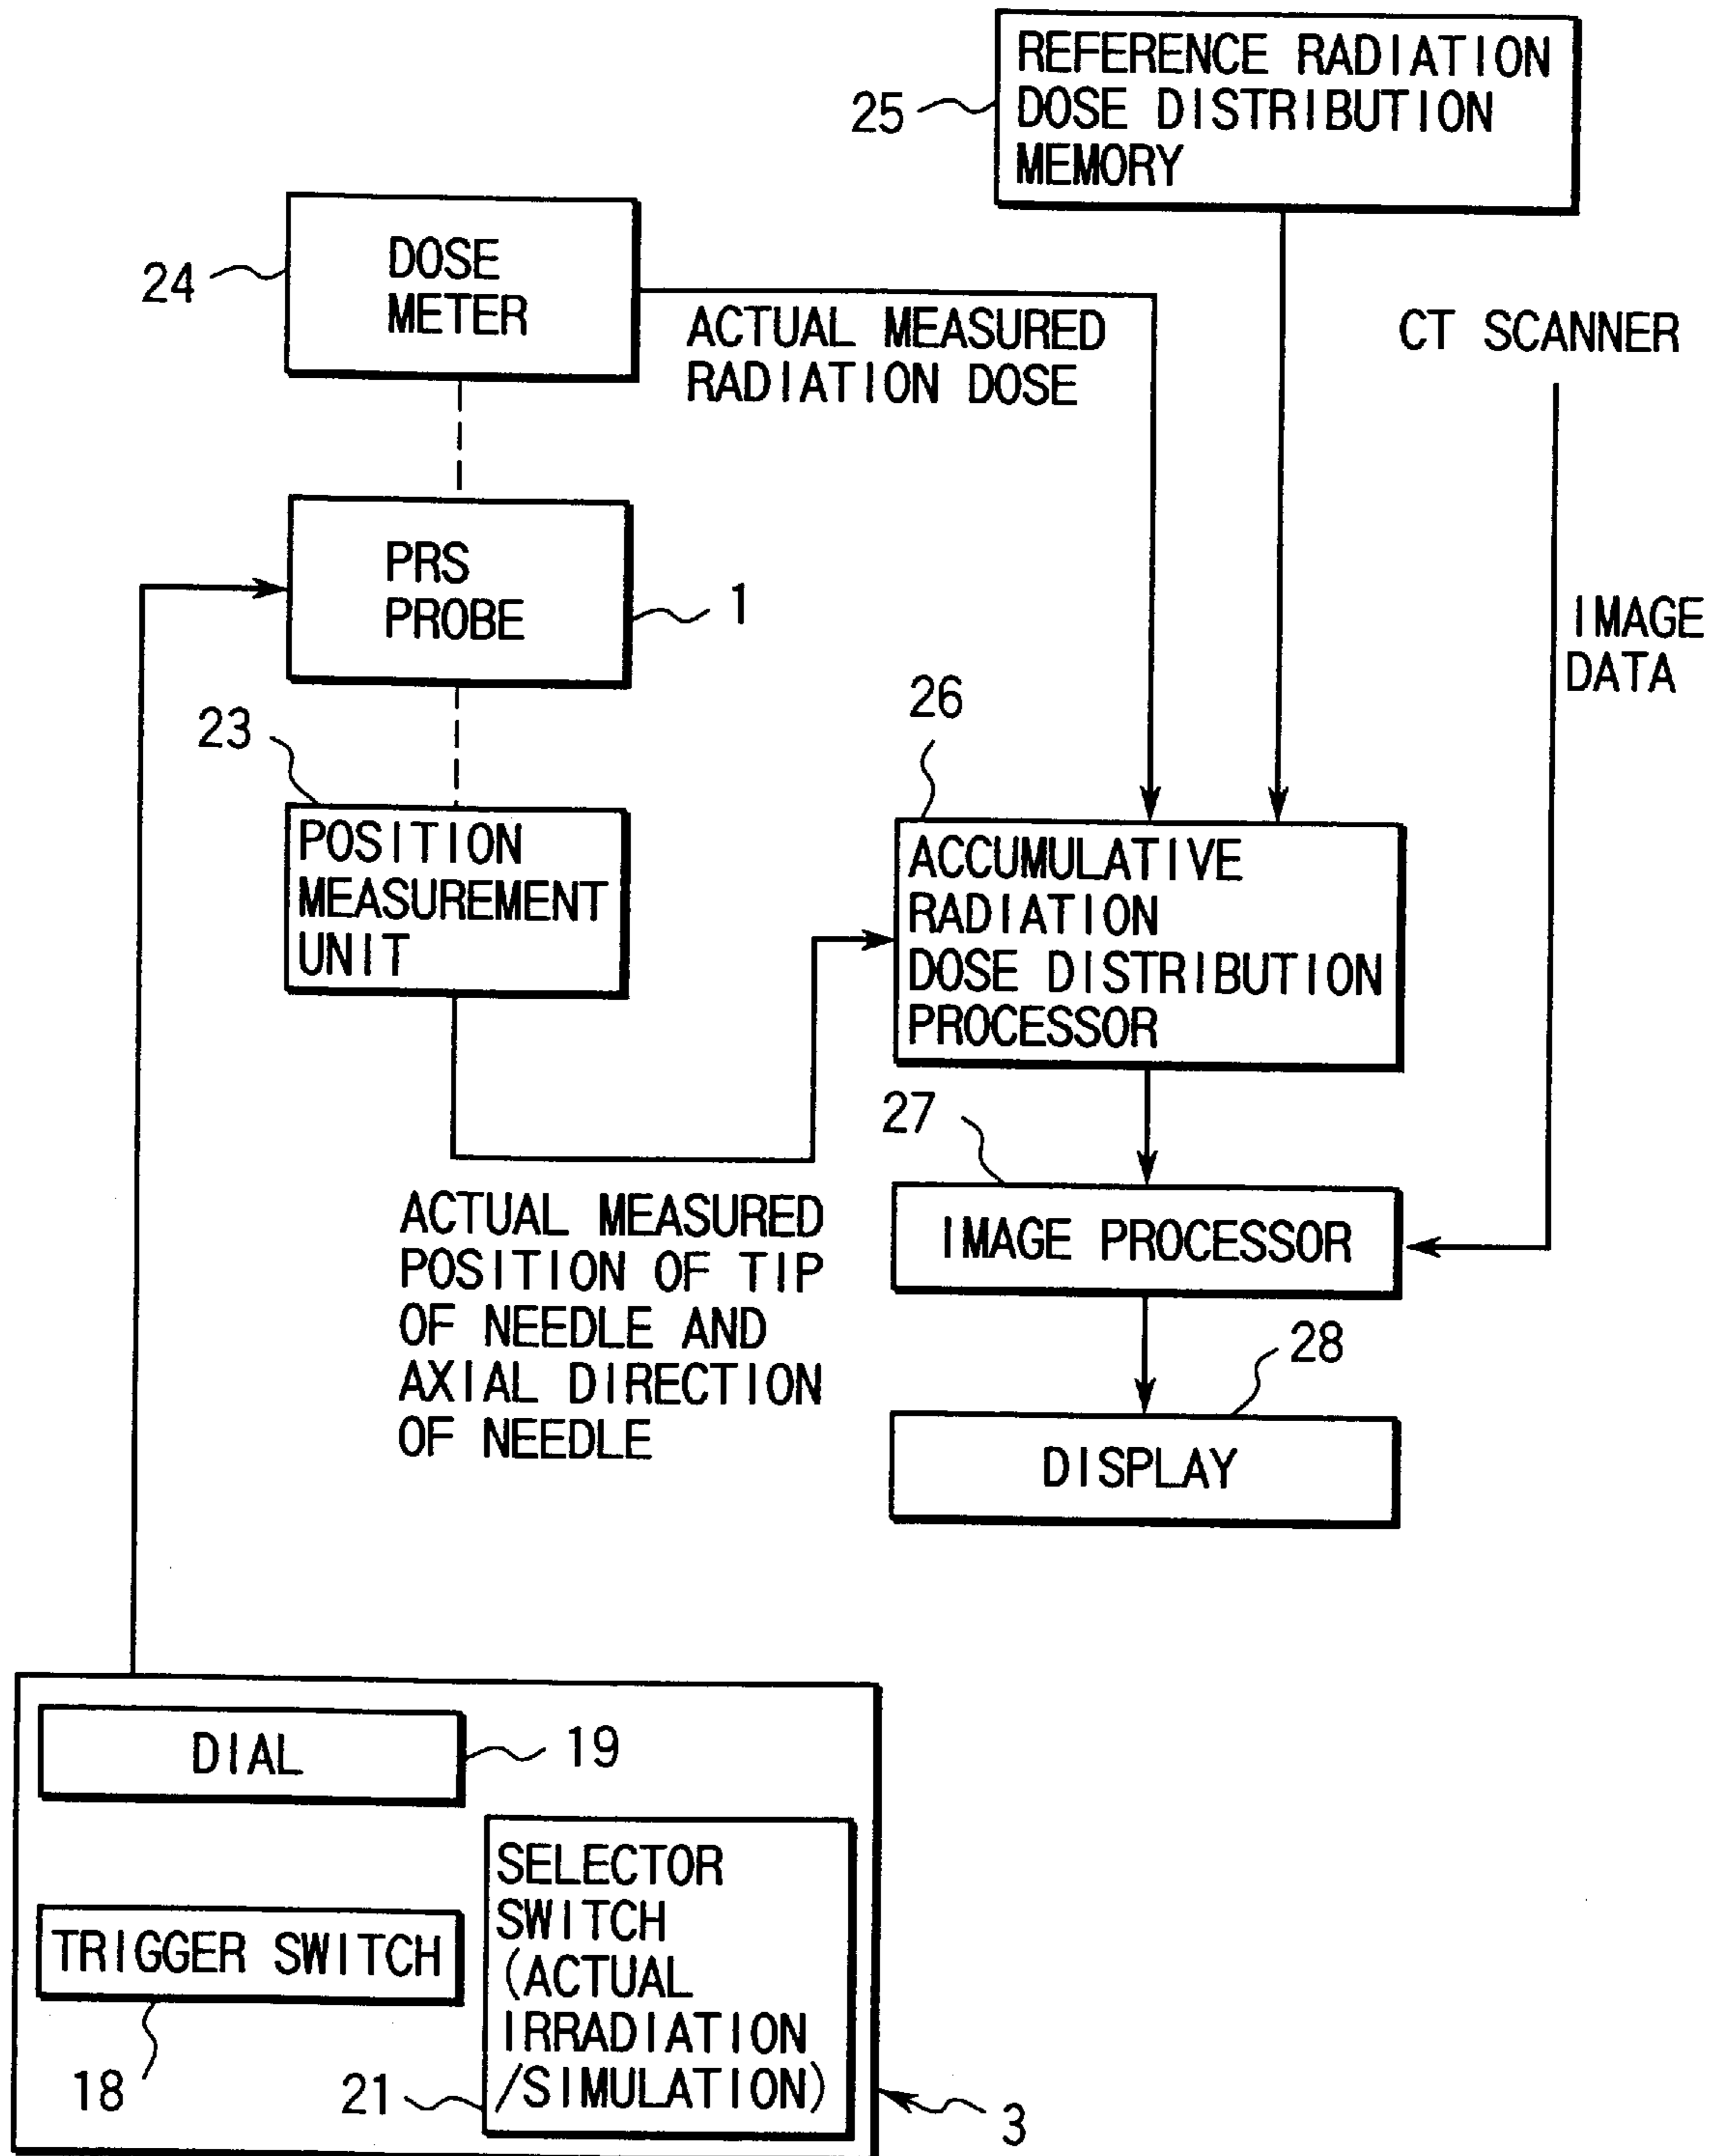 REFERENCE RADIATION
DOSE DISTRIBUTION
MEMORY
25
DOSE
METER
24
ACTUAL MEASURED
RADIATION DOSE
CT SCANNER
PRS
PROBE
1
IMAGE
DATA
23
26
POSITION
MEASUREMENT
UNIT
ACCUMULATIVE
RADIATION
DOSE DISTRIBUTION
PROCESSOR
27
ACTUAL MEASURED
POSITION OF TIP
OF NEEDLE AND
AXIAL DIRECTION
OF NEEDLE
IMAGE PROCESSOR
28
DISPLAY
DIAL
19
SELECTOR
SWITCH
(ACTUAL
IRRADIATION
/SIMULATION)
TRIGGER SWITCH
18
21
3